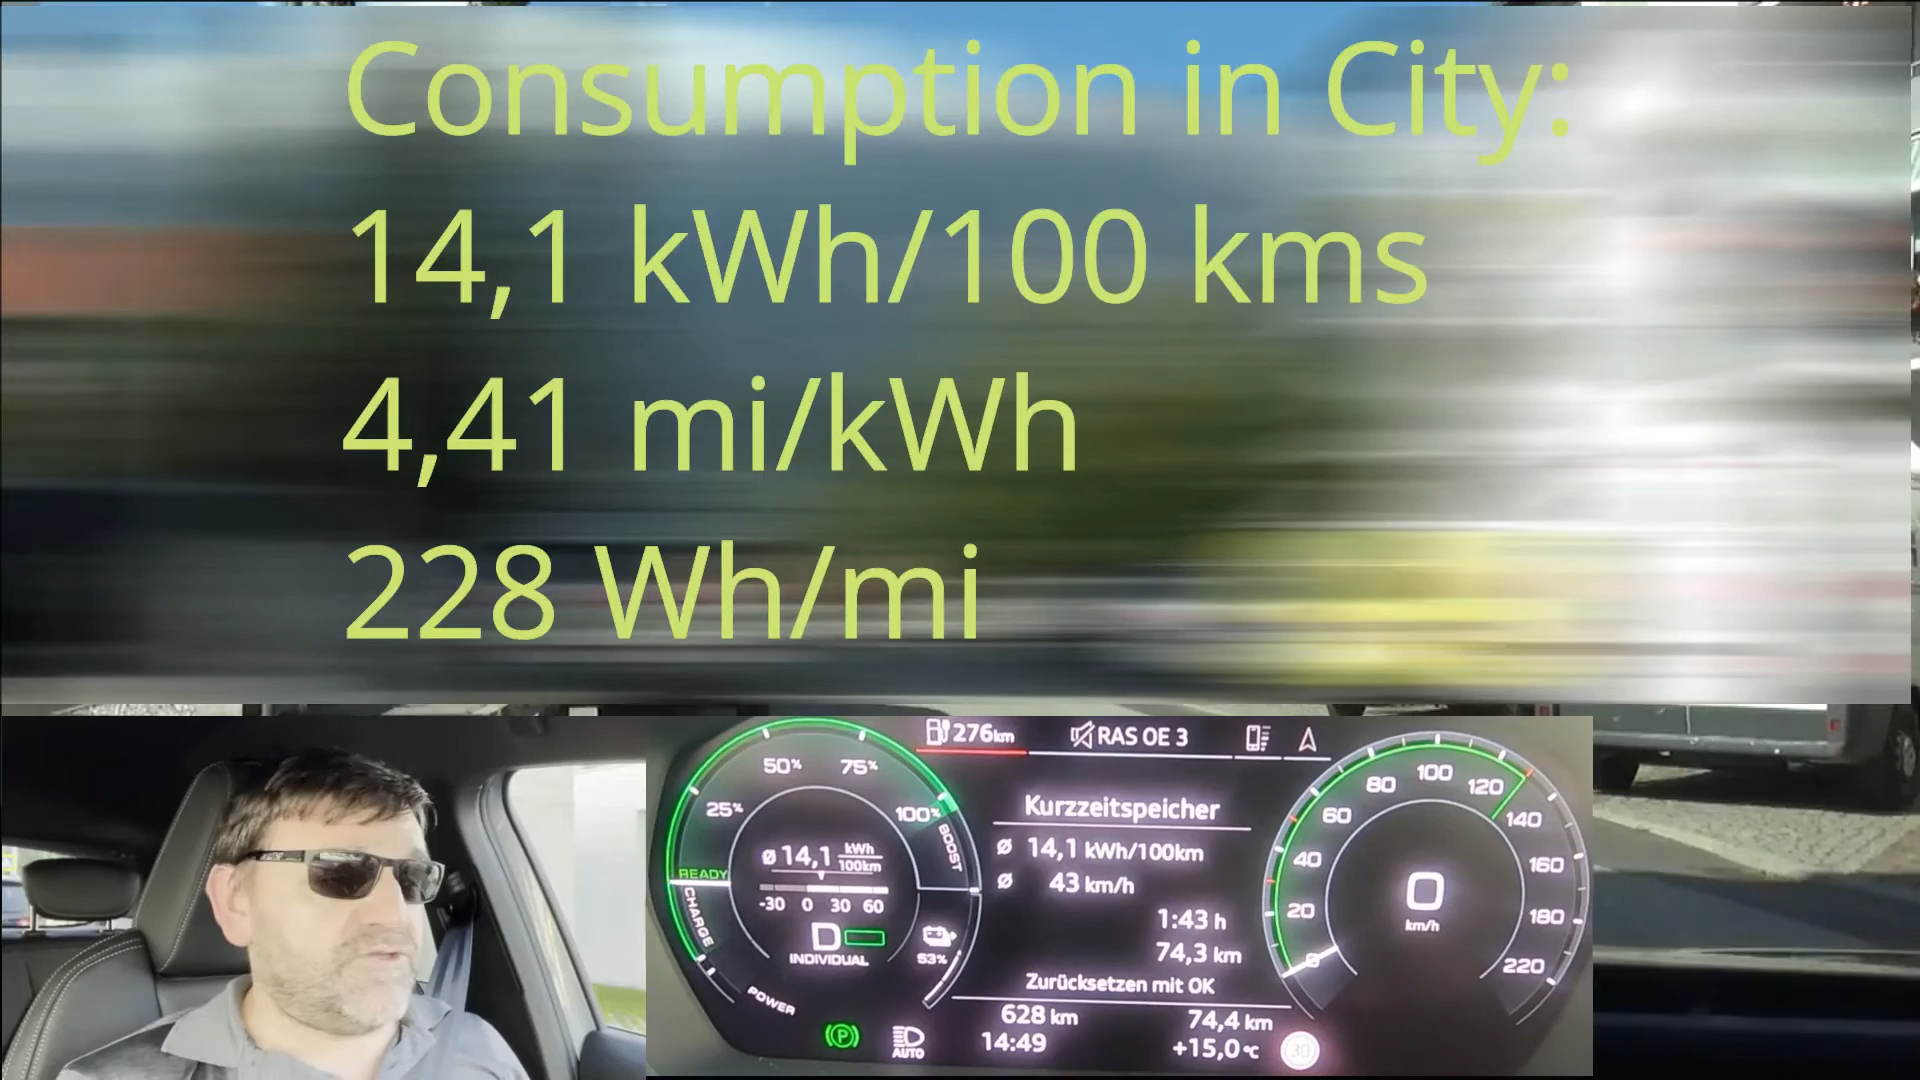 Consumption in City:
14,1 kWh/100 kms
4,41 mi/kWh
228 Wh/mi
276km
RAS OE 3
25%
50%
75%
100%
BOOST
READY
CHARGE
POWER
ø 14,1 kWh
100km
-30 0 30 60
D
INDIVIDUAL
53%
Kurzzeitspeicher
ø 14,1 kWh/100km
ø 43 km/h
1:43 h
74,3 km
Zurücksetzen mit OK
628 km
74,4 km
14:49
+15,0°C
P
AUTO
30
0
20
40
60
80
100
120
140
160
180
220
0
km/h